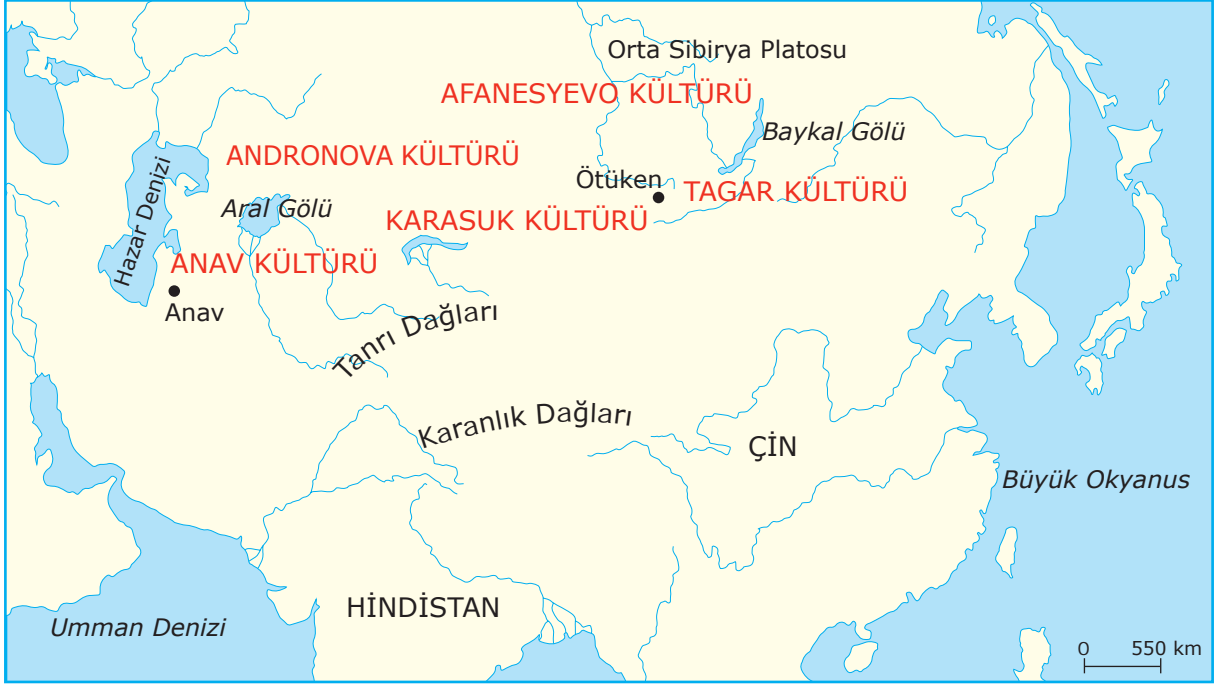 Orta Sibirya Platosu
AFANESYEVO KÜLTÜRÜ
Baykal Gölü
ANDRONOVA KÜLTÜRÜ
Ötüken
TAGAR KÜLTÜRÜ
Hazar Denizi
Aral Gölü
KARASUK KÜLTÜRÜ
ANAV KÜLTÜRÜ
Anav
Tanrı Dağları
Karanlık Dağları
ÇİN
Büyük Okyanus
HİNDİSTAN
Umman Denizi
0 550 km